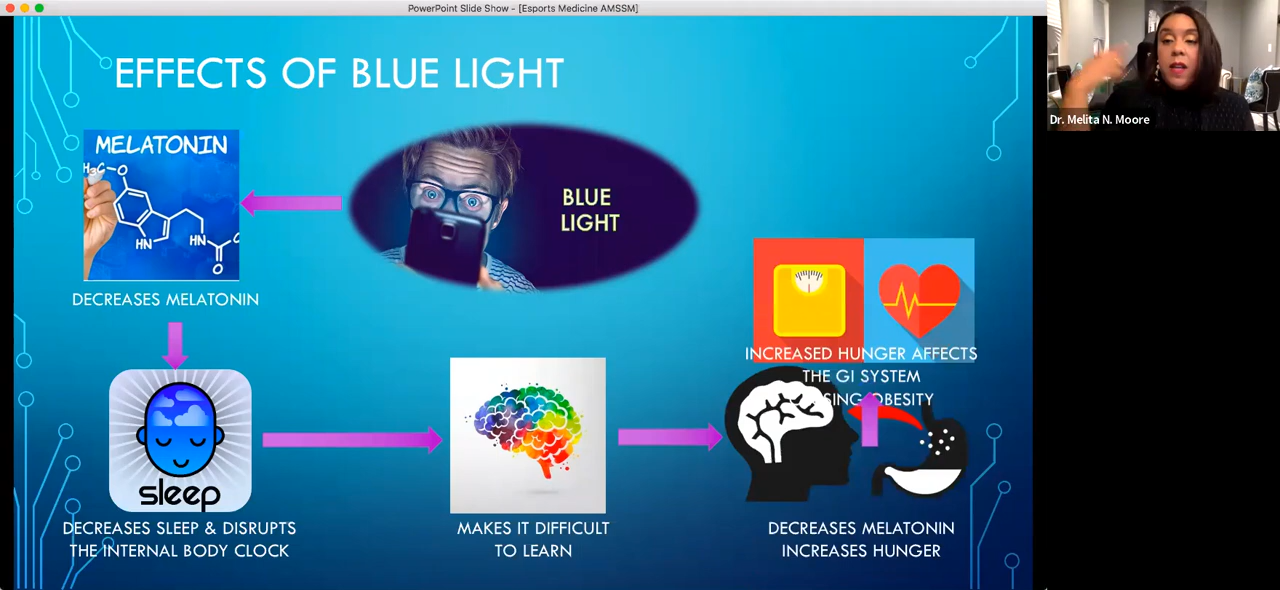 PowerPoint Slide Show - [Esports Medicine AMSSM]
EFFECTS OF BLUE LIGHT
Dr. Melita N. Moore
MELATONIN
H₃C
O
HN
HN
O
BLUE
LIGHT
DECREASES MELATONIN
INCREASED HUNGER AFFECTS
THE GI SYSTEM
OBESITY
sleep
DECREASES SLEEP & DISRUPTS
THE INTERNAL BODY CLOCK
MAKES IT DIFFICULT
TO LEARN
DECREASES MELATONIN
INCREASES HUNGER